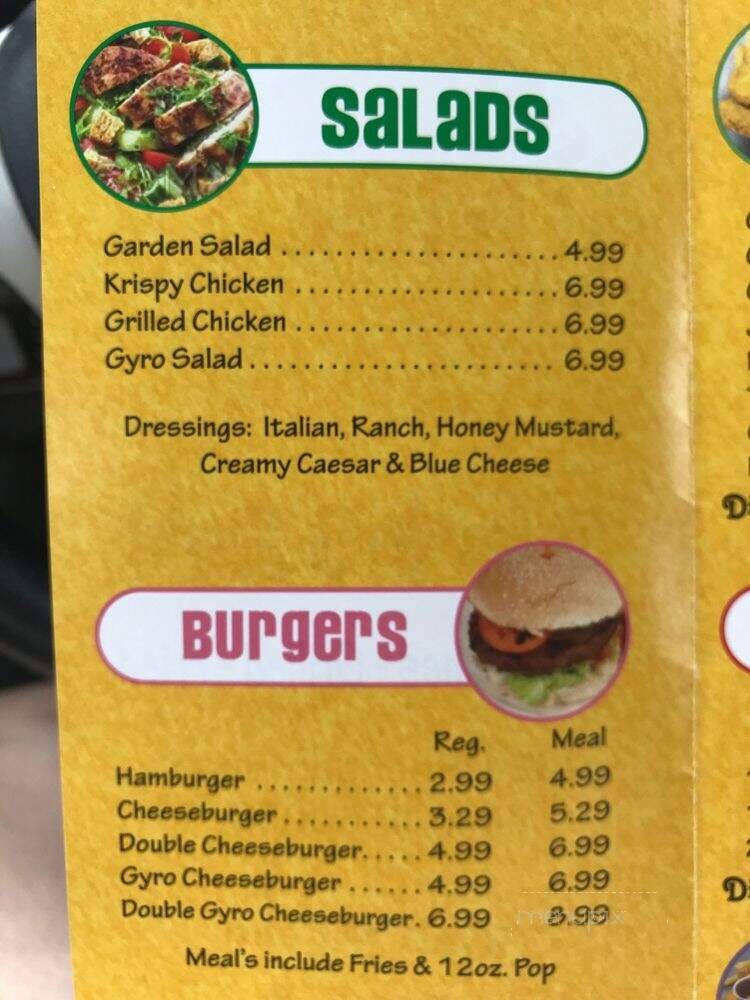 SALADS
Garden Salad ..................... 4.99
Krispy Chicken .................... 6.99
Grilled Chicken .................... 6.99
Gyro Salad ....................... 6.99
Dressings: Italian, Ranch, Honey Mustard,
Creamy Caesar & Blue Cheese
Burgers
Reg. Meal
Hamburger ............. 2.99 4.99
Cheeseburger ........... 3.29 5.29
Double Cheeseburger..... 4.99 6.99
Gyro Cheeseburger ...... 4.99 6.99
Double Gyro Cheeseburger. 6.99 8.99
menupix
Meal's include Fries & 12oz. Pop